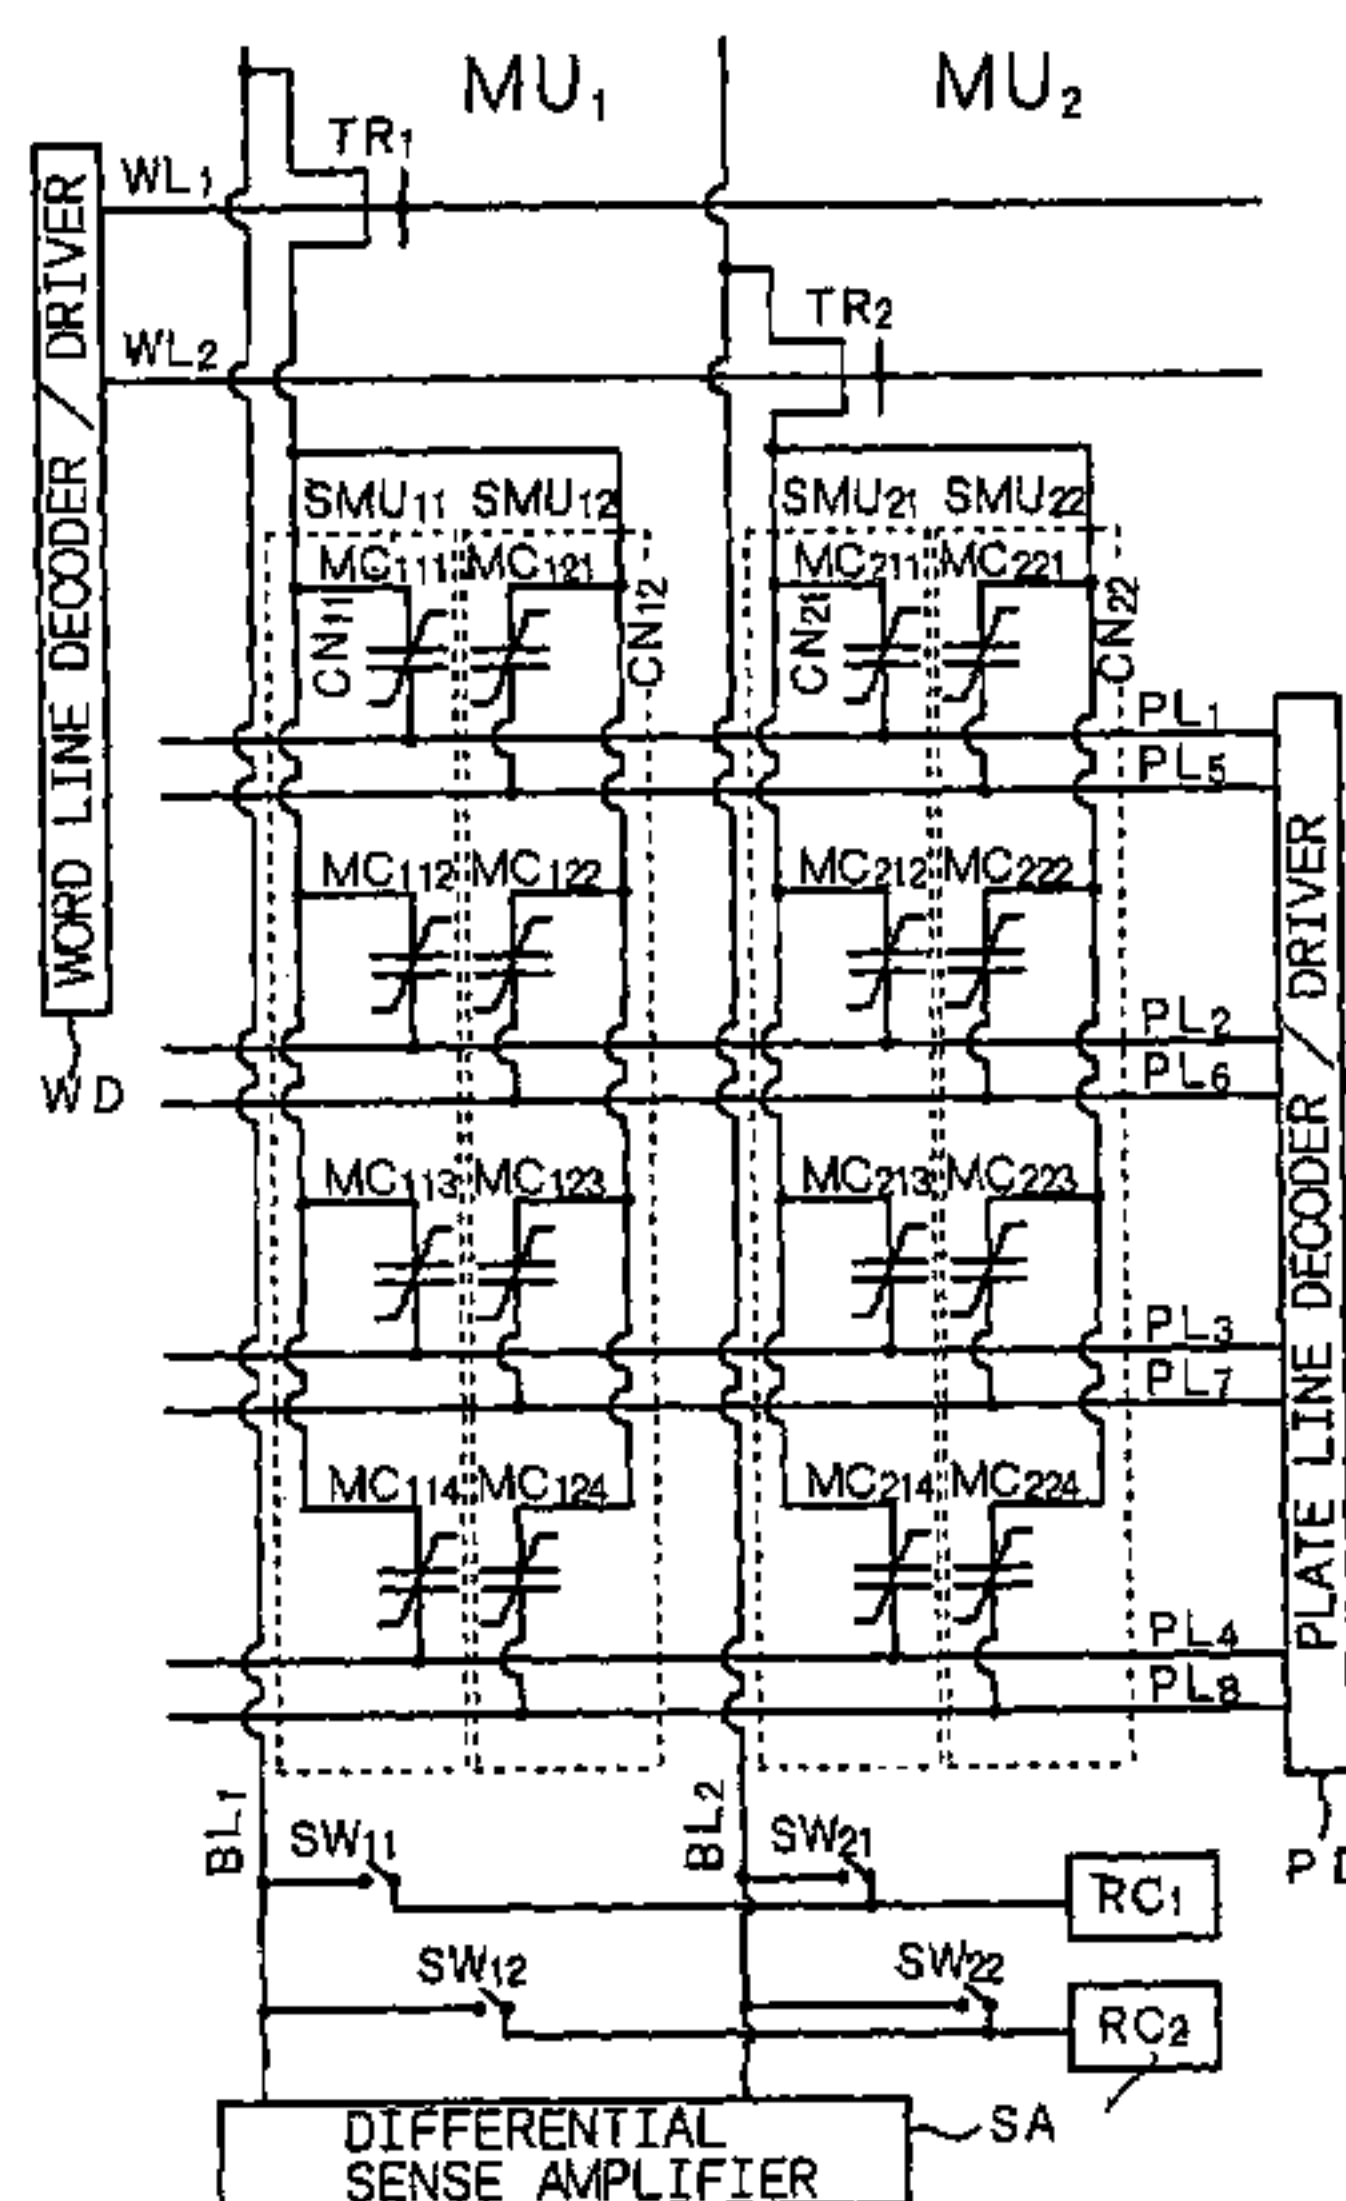 MU1 MU2
TR1
WL1
TR2
WL2
WORD LINE DECODER / DRIVER
WD
SMU11 SMU12 SMU21 SMU22
MC111 MC121 MC211 MC221
CN11 CN12 CN21 CN22
PL1
PL5
MC112 MC122 MC212 MC222
PL2
PL6
MC113 MC123 MC213 MC223
PL3
PL7
MC114 MC124 MC214 MC224
PL4
PL8
PLATE LINE DECODER / DRIVER
BL1 BL2
SW11 SW21
RC1
SW12 SW22
RC2
SA
DIFFERENTIAL
SENSE AMPLIFIER